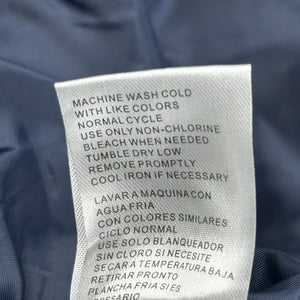 MACHINE WASH COLD
WITH LIKE COLORS
NORMAL CYCLE
USE ONLY NON-CHLORINE
BLEACH WHEN NEEDED
TUMBLE DRY LOW
REMOVE PROMPTLY
COOL IRON IF NECESSARY
LAVAR A MAQUINA CON
AGUA FRIA
CON COLORES SIMILARES
CICLO NORMAL
USE SOLO BLANQUEADOR
SIN CLORO SI NECESITE
SECAR A TEMPERATURA BAJA
RETIRAR PRONTO
PLANCHA FRIA SI ES